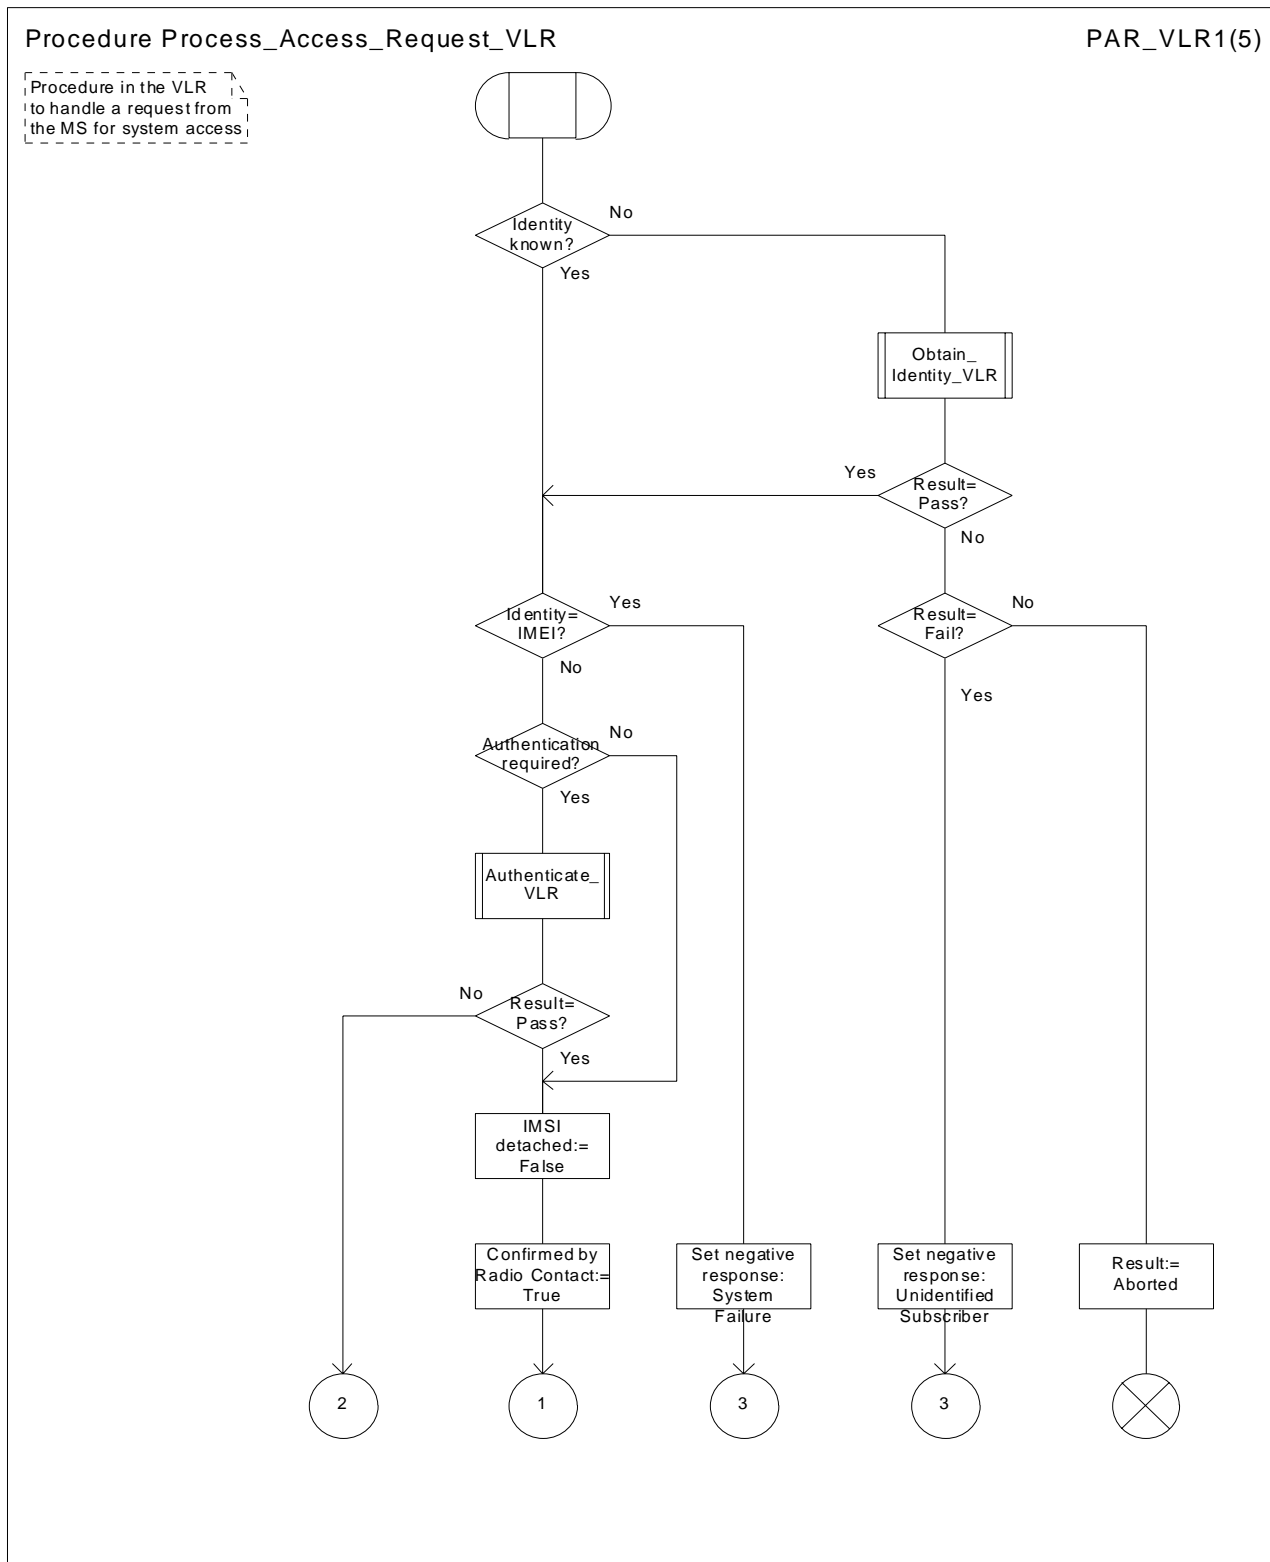 Procedure Process_Access_Request_VLR
PAR_VLR1(5)
Procedure in the VLR
to handle a request from
the MS for system access
Identity
known?
No
Yes
Obtain_
Identity_VLR
Yes
Result=
Pass?
No
Identity=
IMEI?
Yes
No
Result=
Fail?
No
Yes
Authentication
required?
No
Yes
Authenticate_
VLR
No
Result=
Pass?
Yes
IMSI
detached:=
False
Confirmed by
Radio Contact:=
True
Set negative
response:
System
Failure
Set negative
response:
Unidentified
Subscriber
Result:=
Aborted
2
1
3
3